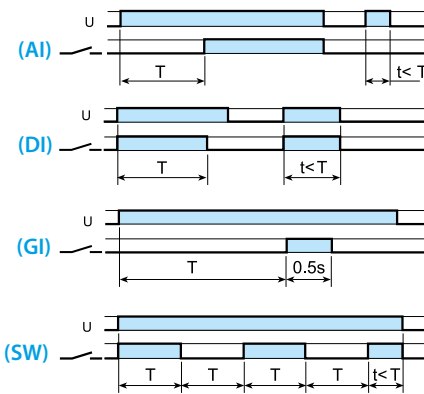 U
(AI)
T
t< T
U
(DI)
T
t<T
U
(GI)
T
0.5s
U
(SW)
T T T T t<T